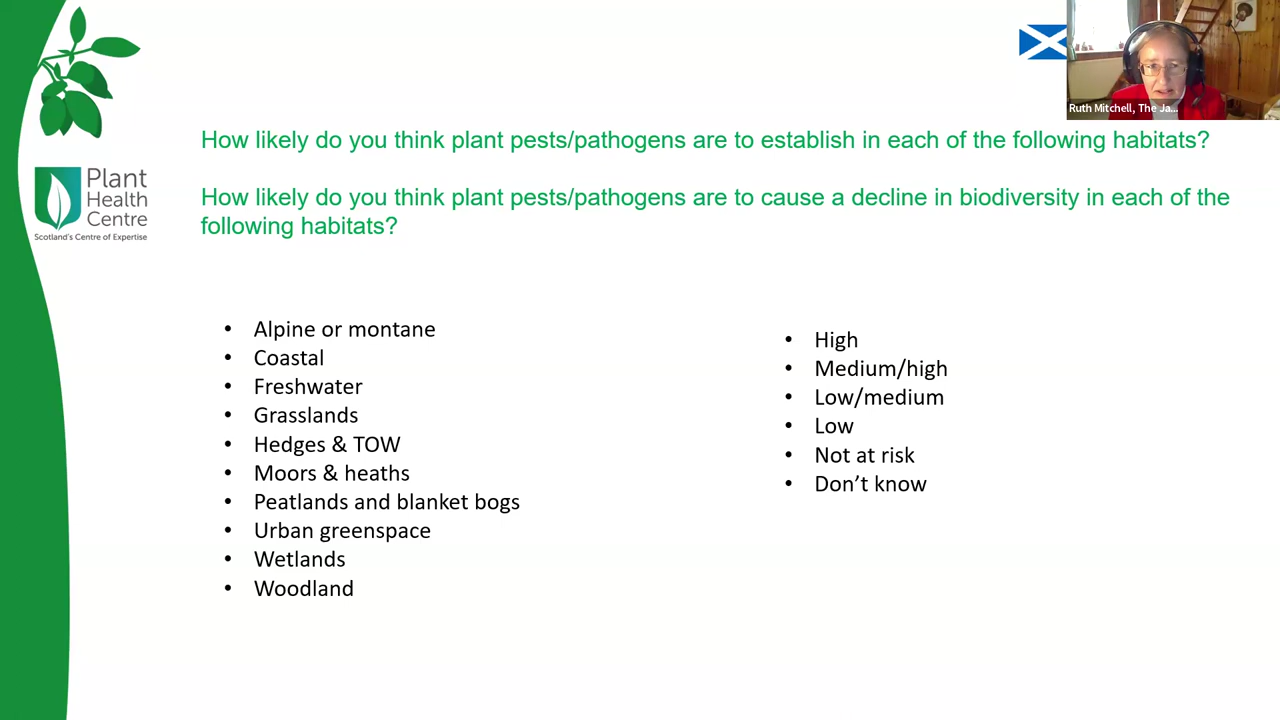 Ruth Mitchell, The Ja...
How likely do you think plant pests/pathogens are to establish in each of the following habitats?
How likely do you think plant pests/pathogens are to cause a decline in biodiversity in each of the
following habitats?
Plant
Health
Centre
Scotland's Centre of Expertise
• Alpine or montane
• Coastal
• Freshwater
• Grasslands
• Hedges & TOW
• Moors & heaths
• Peatlands and blanket bogs
• Urban greenspace
• Wetlands
• Woodland
• High
• Medium/high
• Low/medium
• Low
• Not at risk
• Don’t know